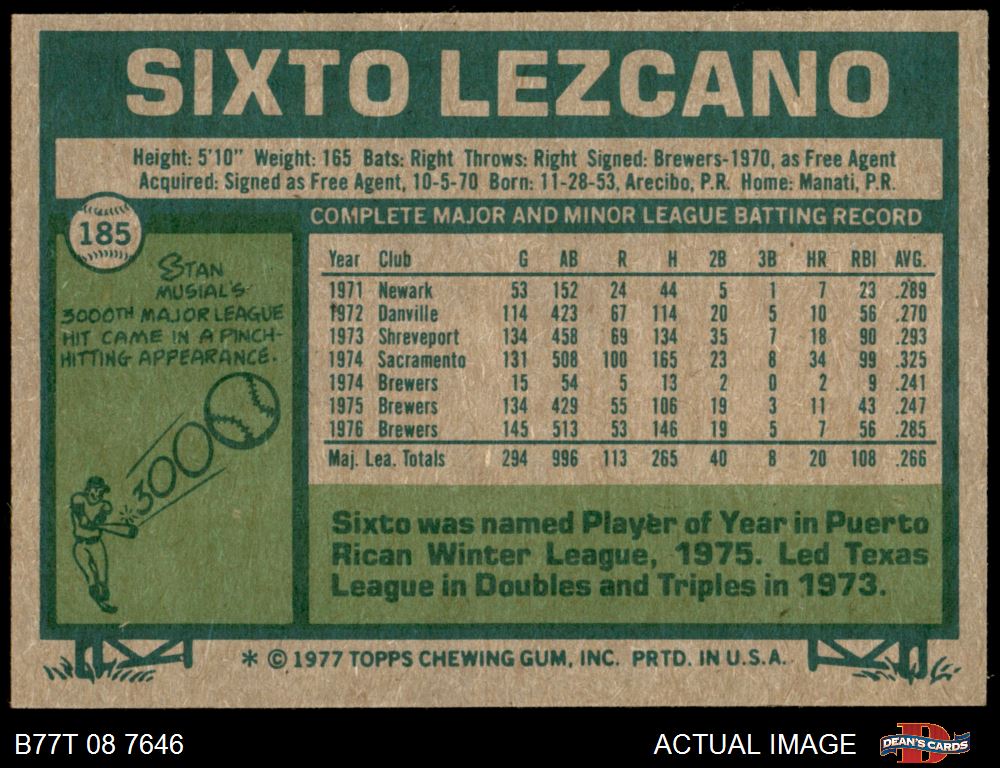 SIXTO LEZCANO
Height: 5'10" Weight: 165 Bats: Right Throws: Right Signed: Brewers-1970, as Free Agent
Acquired: Signed as Free Agent, 10-5-70 Born: 11-28-53, Arecibo, P.R. Home: Manati, P.R.
185
STAN
MUSIAL'S
3000TH MAJOR LEAGUE
HIT CAME IN A PINCH-
HITTING APPEARANCE.
3000
COMPLETE MAJOR AND MINOR LEAGUE BATTING RECORD
Year Club G AB R H 2B 3B HR RBI AVG.
1971 Newark 53 152 24 44 5 1 7 23 .289
1972 Danville 114 423 67 114 20 5 10 56 .270
1973 Shreveport 134 458 69 134 35 7 18 90 .293
1974 Sacramento 131 508 100 165 23 8 34 99 .325
1974 Brewers 15 54 5 13 2 0 2 9 .241
1975 Brewers 134 429 55 106 19 3 11 43 .247
1976 Brewers 145 513 53 146 19 5 7 56 .285
Maj. Lea. Totals 294 996 113 265 40 8 20 108 .266
Sixto was named Player of Year in Puerto
Rican Winter League, 1975. Led Texas
League in Doubles and Triples in 1973.
* © 1977 TOPPS CHEWING GUM, INC. PRTD. IN U.S.A.
B77T 08 7646
ACTUAL IMAGE
D
DEAN'S CARDS